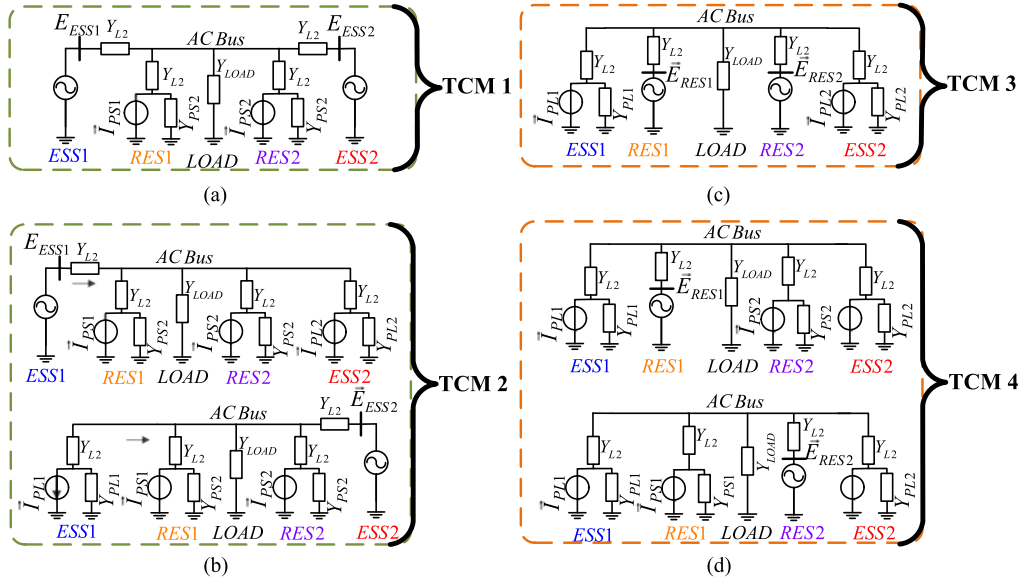 E_ESS1 Y_L2 AC Bus Y_L2 E_ESS2
Y_L2 Y_LOAD Y_L2
I_PS1 Y_PS1 I_PS2 Y_PS2
ESS1 RES1 LOAD RES2 ESS2
TCM 1
(a)
AC Bus
Y_L2 Y_L2 Y_LOAD Y_L2 Y_L2
E_RES1 E_RES2
I_PL1 Y_PL1 I_PL2 Y_PL2
ESS1 RES1 LOAD RES2 ESS2
TCM 3
(c)
E_ESS1 Y_L2 AC Bus
Y_L2 Y_LOAD Y_L2 Y_L2
I_PS1 Y_PS1 I_PS2 Y_PS2 I_PL2 Y_PL2
ESS1 RES1 LOAD RES2 ESS2
TCM 2
AC Bus Y_L2 E_ESS2
Y_L2 Y_L2 Y_LOAD Y_L2
I_PL1 Y_PL1 I_PS1 Y_PS2 I_PS2 Y_PS2
ESS1 RES1 LOAD RES2 ESS2
(b)
AC Bus
Y_L2 Y_L2 Y_LOAD Y_L2 Y_L2
E_RES1
I_PL1 Y_PL1 I_PS2 Y_PS2 I_PL2 Y_PL2
ESS1 RES1 LOAD RES2 ESS2
TCM 4
AC Bus
Y_L2 Y_L2 Y_LOAD Y_L2 Y_L2
E_RES2
I_PL1 Y_PL1 I_PS1 Y_PS1 I_PL2 Y_PL2
ESS1 RES1 LOAD RES2 ESS2
(d)